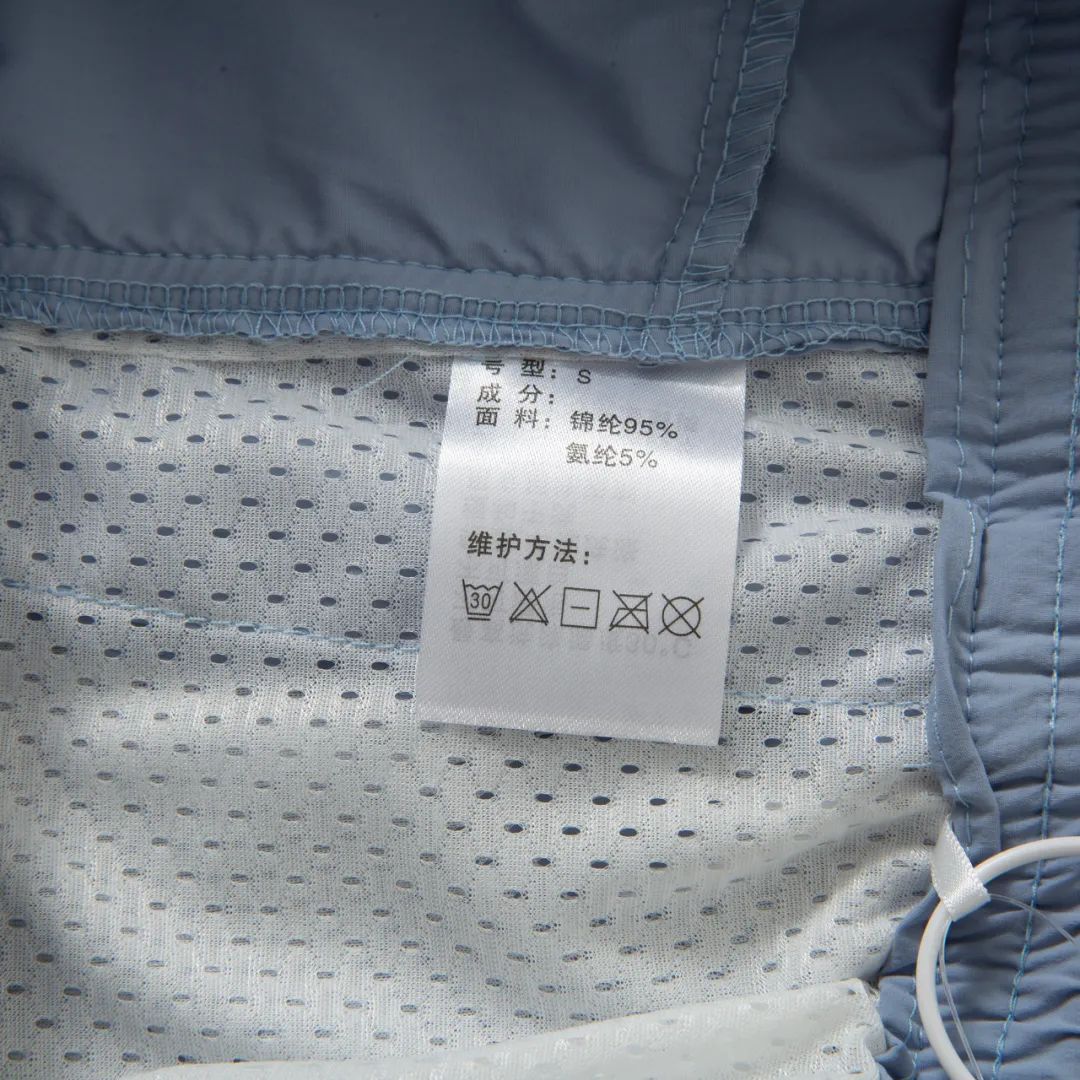 号 型：S
成 分：
面 料：锦纶95%
氨纶5%
维护方法：
30